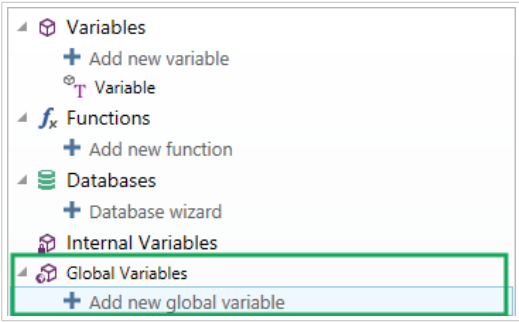 Variables
Add new variable
T Variable
fx Functions
Add new function
Databases
Database wizard
Internal Variables
Global Variables
Add new global variable